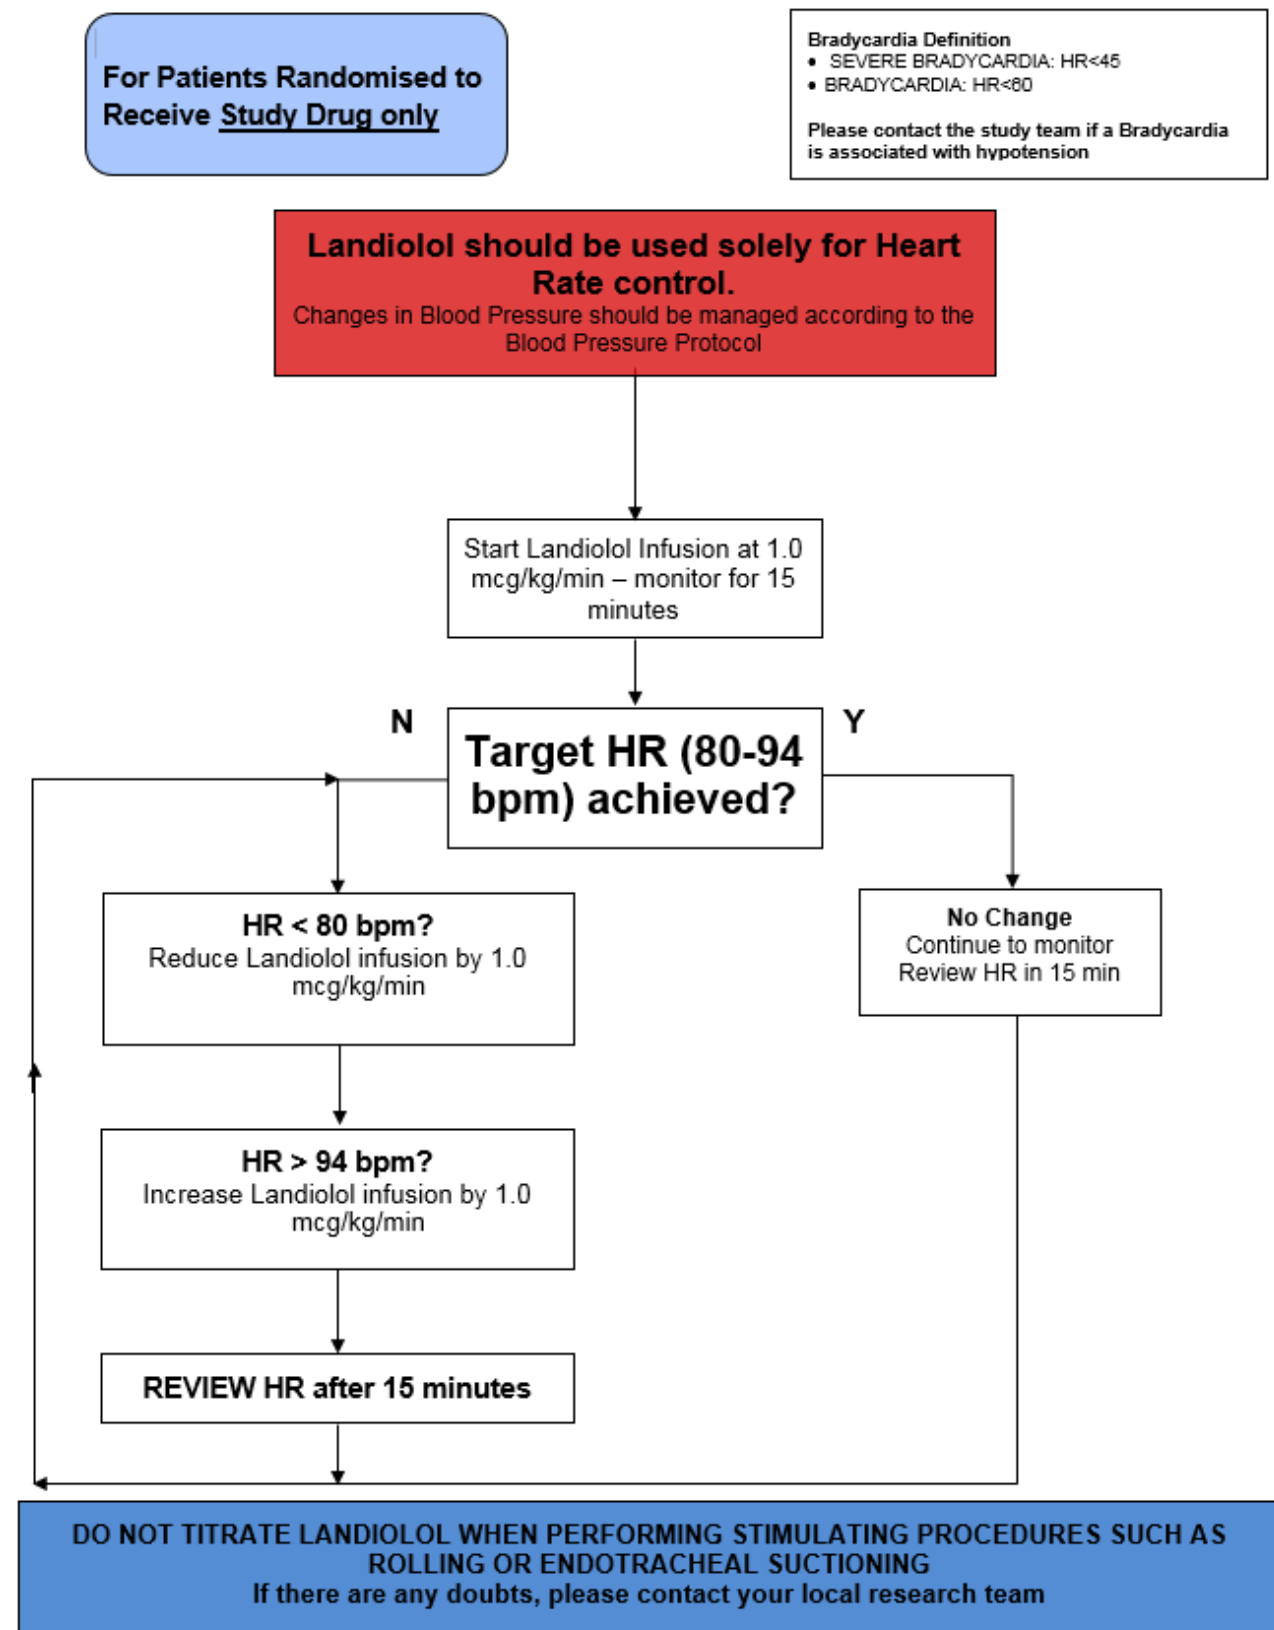 For Patients Randomised to
Receive Study Drug only
Bradycardia Definition
• SEVERE BRADYCARDIA: HR<45
• BRADYCARDIA: HR<60
Please contact the study team if a Bradycardia
is associated with hypotension
Landiolol should be used solely for Heart
Rate control.
Changes in Blood Pressure should be managed according to the
Blood Pressure Protocol
Start Landiolol Infusion at 1.0
mcg/kg/min – monitor for 15
minutes
N
Y
Target HR (80-94
bpm) achieved?
HR < 80 bpm?
Reduce Landiolol infusion by 1.0
mcg/kg/min
No Change
Continue to monitor
Review HR in 15 min
HR > 94 bpm?
Increase Landiolol infusion by 1.0
mcg/kg/min
REVIEW HR after 15 minutes
DO NOT TITRATE LANDIOLOL WHEN PERFORMING STIMULATING PROCEDURES SUCH AS
ROLLING OR ENDOTRACHEAL SUCTIONING
If there are any doubts, please contact your local research team